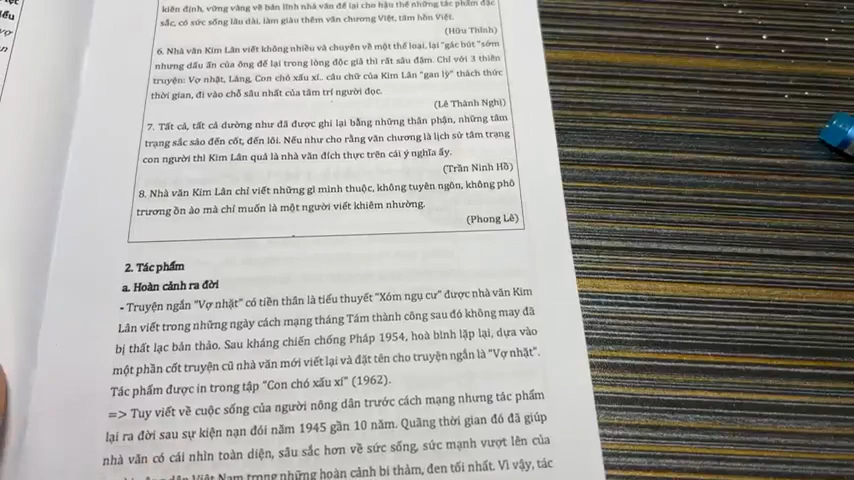 kiên định, vững vàng về bản lĩnh nhà văn để lại cho hậu thế những tác phẩm đặc
sắc, có sức sống lâu dài, làm giàu thêm văn chương Việt, tâm hồn Việt.
(Hữu Thỉnh)
6. Nhà văn Kim Lân viết không nhiều và chuyên về một thể loại, lại "gác bút "sớm
nhưng dấu ấn của ông để lại trong lòng độc giả thì rất sâu đậm. Chỉ với 3 thiên
truyện: Vợ nhặt, Làng, Con chó xấu xí.. câu chữ của Kim Lân "gan lỳ" thách thức
thời gian, đi vào chỗ sâu nhất của tâm trí người đọc.
(Lê Thành Nghị)
7. Tất cả, tất cả dường như đã được ghi lại bằng những thân phận, những tâm
trạng sắc sảo đến cốt, đến lõi. Nếu như cho rằng văn chương là lịch sử tâm trạng
con người thì Kim Lân quả là nhà văn đích thực trên cái ý nghĩa ấy.
(Trần Ninh Hồ)
8. Nhà văn Kim Lân chỉ viết những gì mình thuộc, không tuyên ngôn, không phô
trương ồn ào mà chỉ muốn là một người viết khiêm nhường.
(Phong Lê)
2. Tác phẩm
a. Hoàn cảnh ra đời
- Truyện ngắn "Vợ nhặt" có tiền thân là tiểu thuyết "Xóm ngụ cư" được nhà văn Kim
Lân viết trong những ngày cách mạng tháng Tám thành công sau đó không may đã
bị thất lạc bản thảo. Sau kháng chiến chống Pháp 1954, hoà bình lập lại, dựa vào
một phần cốt truyện cũ nhà văn mới viết lại và đặt tên cho truyện ngắn là "Vợ nhặt".
Tác phẩm được in trong tập "Con chó xấu xí" (1962).
=> Tuy viết về cuộc sống của người nông dân trước cách mạng nhưng tác phẩm
lại ra đời sau sự kiện nạn đói năm 1945 gần 10 năm. Quãng thời gian đó đã giúp
nhà văn có cái nhìn toàn diện, sâu sắc hơn về sức sống, sức mạnh vượt lên của
dân Việt Nam trong những hoàn cảnh bi thảm, đen tối nhất. Vì vậy, tác